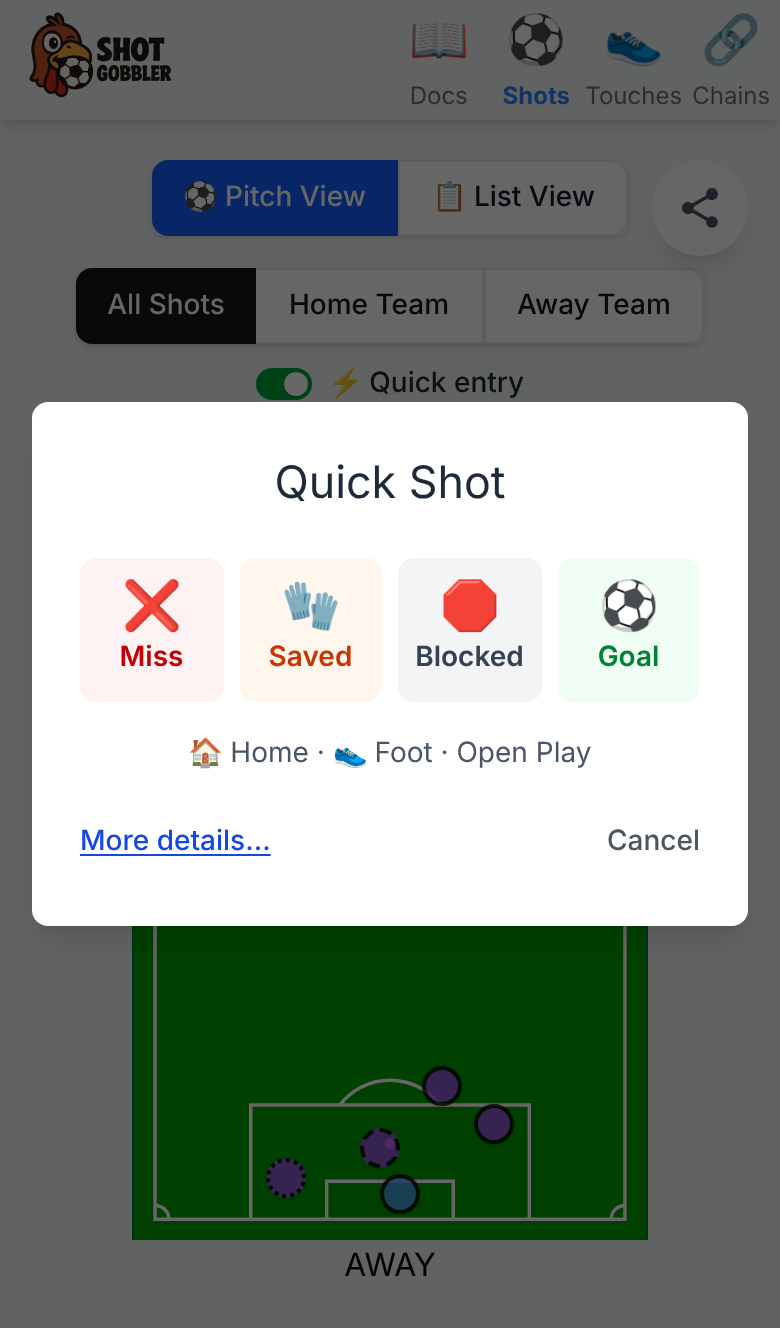 SHOT
GOBBLER
Docs
Shots
Touches
Chains
Pitch View
List View
All Shots
Home Team
Away Team
Quick entry
Quick Shot
Miss
Saved
Blocked
Goal
Home · Foot · Open Play
More details...
Cancel
AWAY